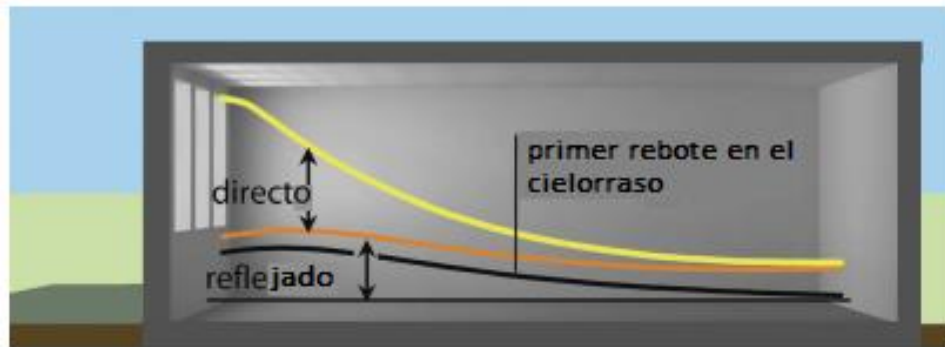 primer rebote en el
cielorraso
directo
reflejado